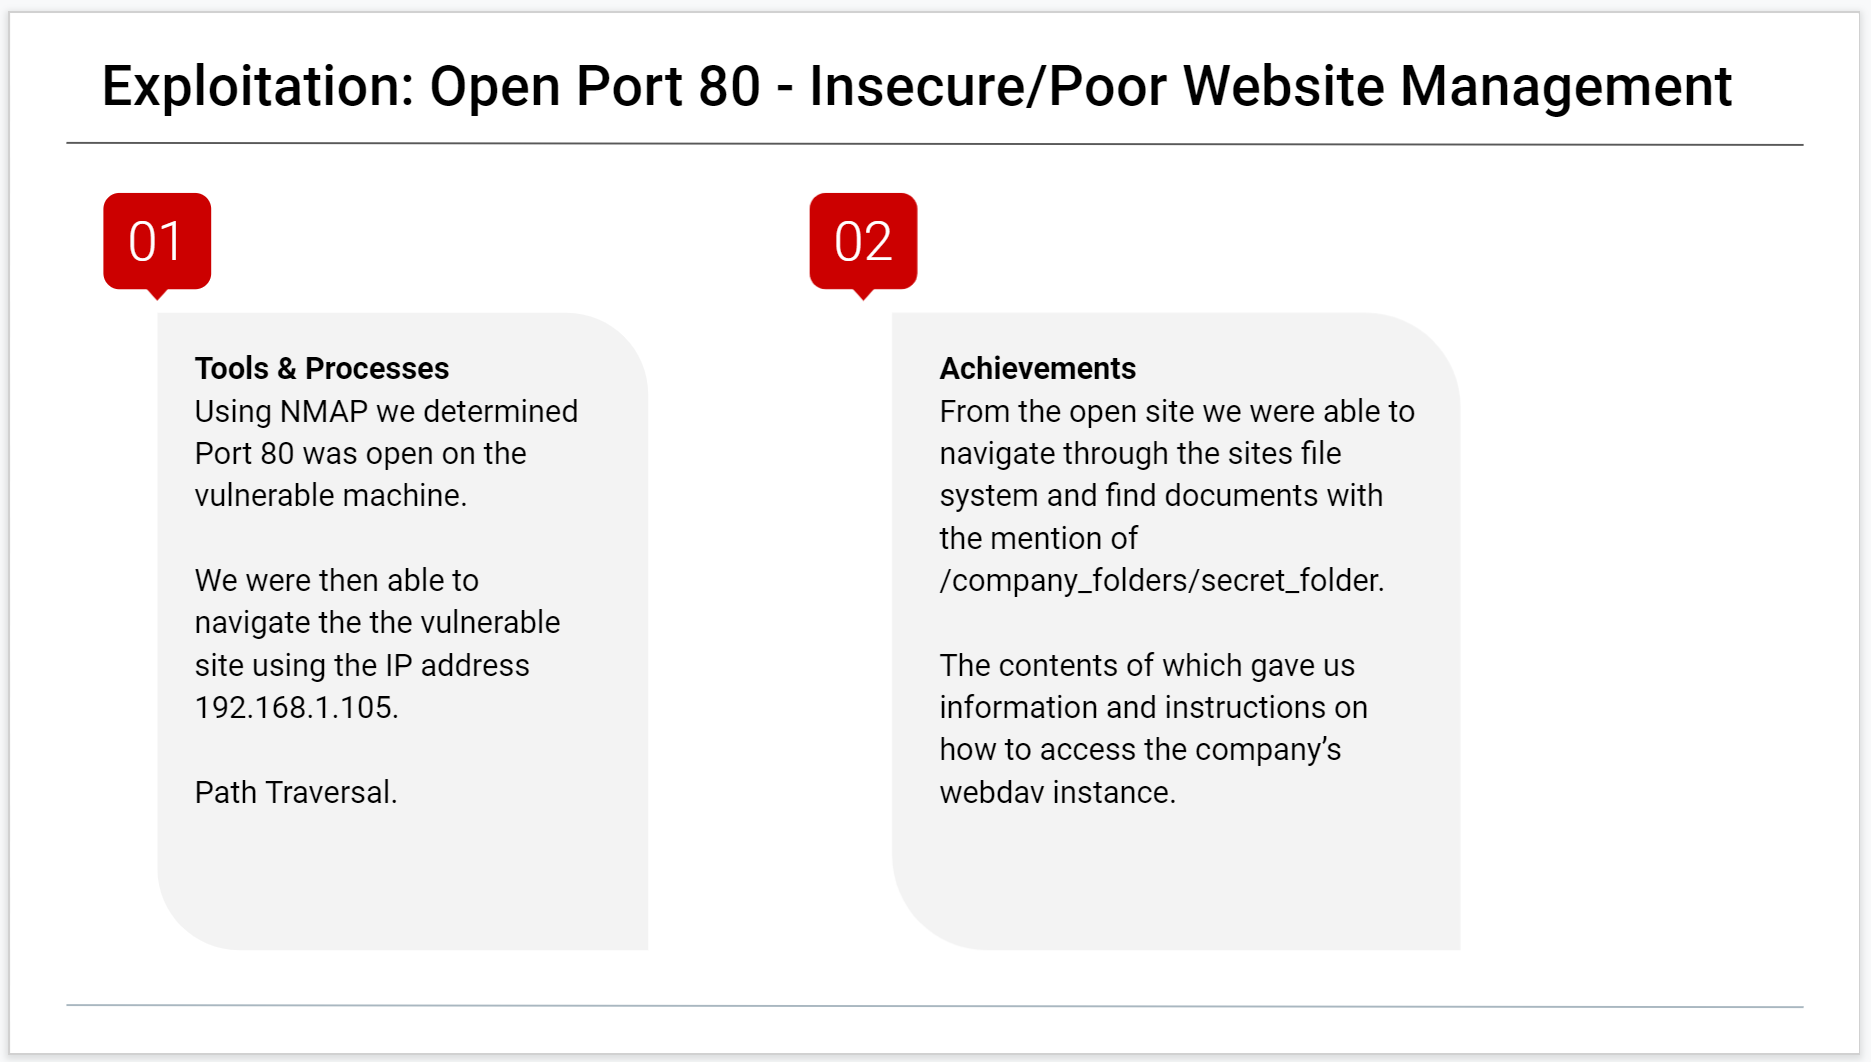 Exploitation: Open Port 80 - Insecure/Poor Website Management
01
Tools & Processes
Using NMAP we determined
Port 80 was open on the
vulnerable machine.
We were then able to
navigate the the vulnerable
site using the IP address
192.168.1.105.
Path Traversal.
02
Achievements
From the open site we were able to
navigate through the sites file
system and find documents with
the mention of
/company_folders/secret_folder.
The contents of which gave us
information and instructions on
how to access the company’s
webdav instance.